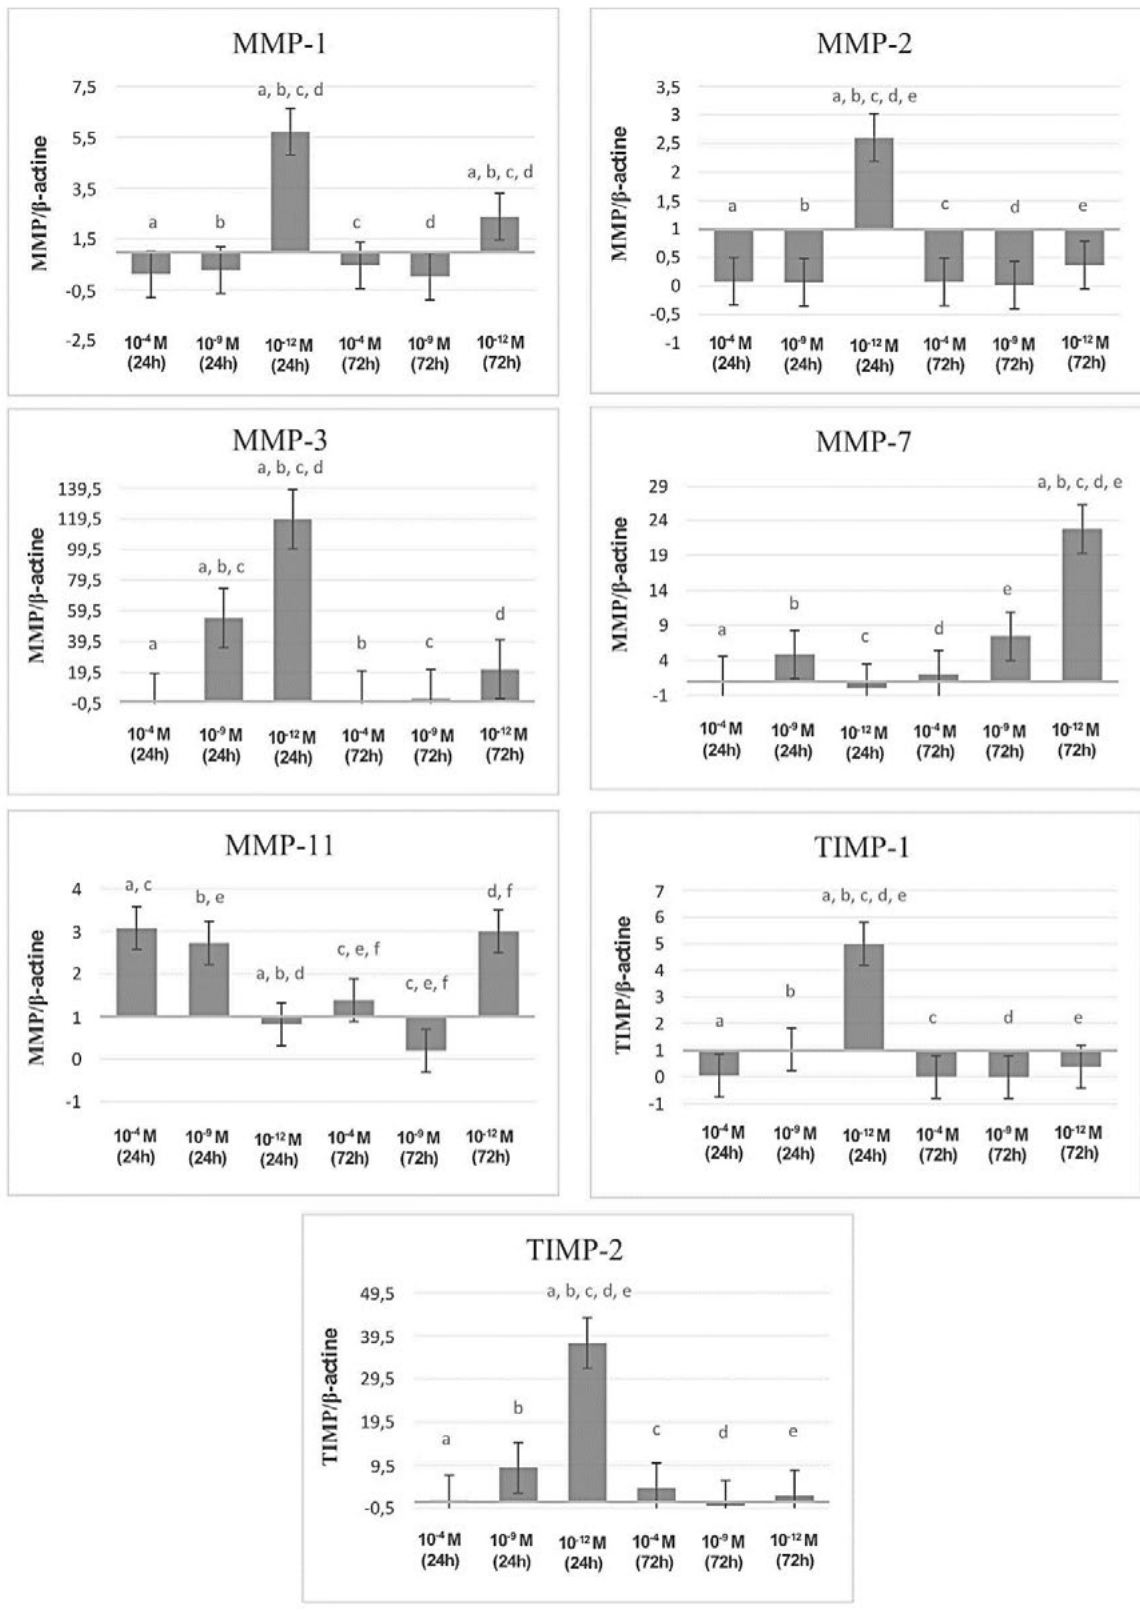 MMP-1
a, b, c, d
7,5
5,5
3,5
1,5
-0,5
-2,5
MMP/β-actine
a
b
c
d
a, b, c, d
10-4 M
10-9 M
10-12 M
10-4 M
10-9 M
10-12 M
(24h)
(24h)
(24h)
(72h)
(72h)
(72h)
MMP-2
a, b, c, d, e
3,5
3
2,5
2
1,5
1
0,5
0
-0,5
-1
MMP/β-actine
a
b
c
d
e
10-4 M
10-9 M
10-12 M
10-4 M
10-9 M
10-12 M
(24h)
(24h)
(24h)
(72h)
(72h)
(72h)
MMP-3
a, b, c, d
139,5
119,5
99,5
79,5
59,5
39,5
19,5
-0,5
MMP/β-actine
a
a, b, c
b
c
d
10-4 M
10-9 M
10-12 M
10-4 M
10-9 M
10-12 M
(24h)
(24h)
(24h)
(72h)
(72h)
(72h)
MMP-7
a, b, c, d, e
29
24
19
14
9
4
-1
MMP/β-actine
a
b
c
d
e
10-4 M
10-9 M
10-12 M
10-4 M
10-9 M
10-12 M
(24h)
(24h)
(24h)
(72h)
(72h)
(72h)
MMP-11
4
3
2
1
0
-1
MMP/β-actine
a, c
b, e
a, b, d
c, e, f
c, e, f
d, f
10-4 M
10-9 M
10-12 M
10-4 M
10-9 M
10-12 M
(24h)
(24h)
(24h)
(72h)
(72h)
(72h)
TIMP-1
a, b, c, d, e
7
6
5
4
3
2
1
0
-1
TIMP/β-actine
a
b
c
d
e
10-4 M
10-9 M
10-12 M
10-4 M
10-9 M
10-12 M
(24h)
(24h)
(24h)
(72h)
(72h)
(72h)
TIMP-2
a, b, c, d, e
49,5
39,5
29,5
19,5
9,5
-0,5
TIMP/β-actine
a
b
c
d
e
10-4 M
10-9 M
10-12 M
10-4 M
10-9 M
10-12 M
(24h)
(24h)
(24h)
(72h)
(72h)
(72h)